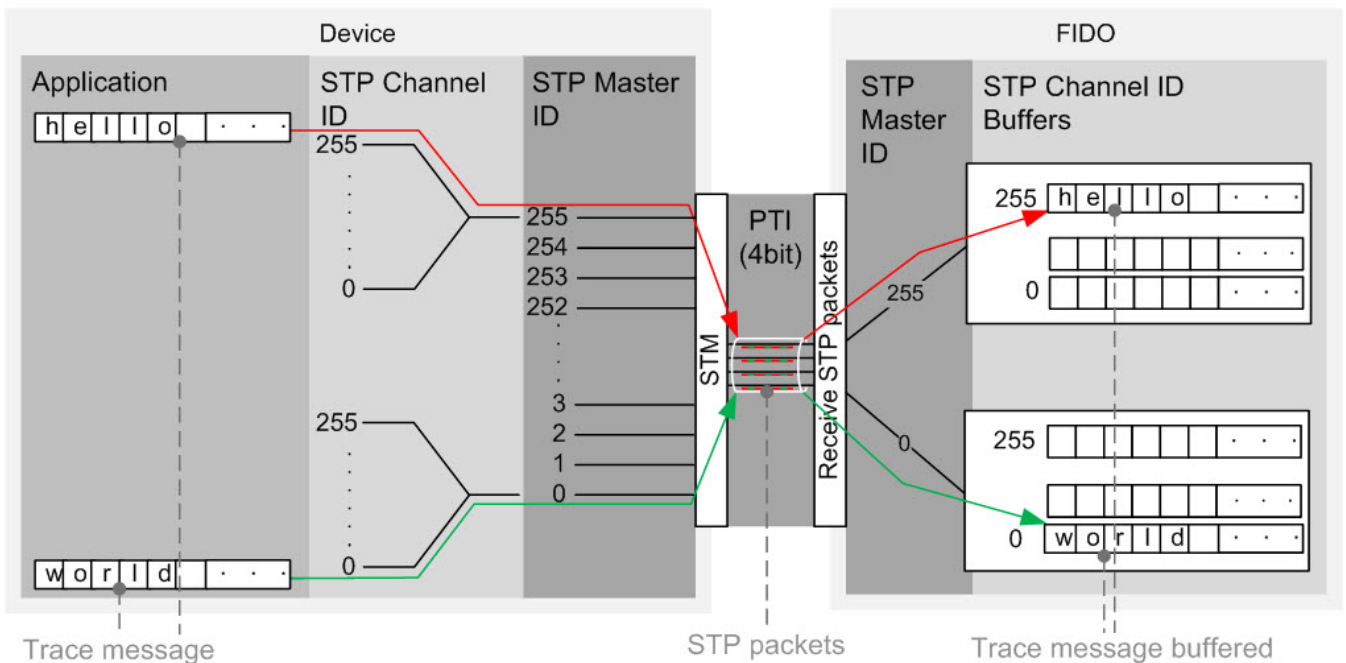 Device
FIDO
Application
STP Channel
ID
STP Master
ID
STP
Master
ID
STP Channel ID
Buffers
h e l l o . . .
255
0
255
254
253
252
3
2
1
0
255
0
w o r l d . . .
STM
PTI
(4bit)
Receive STP packets
255
0
255 h e l l o . . .
. . .
0 . . .
255 . . .
. . .
0 w o r l d . . .
Trace message
STP packets
Trace message buffered